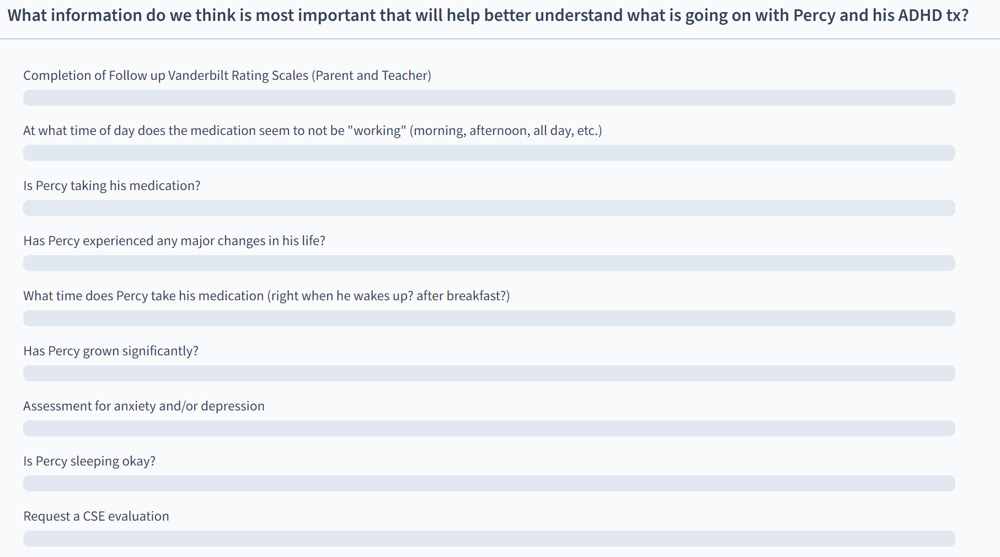 What information do we think is most important that will help better understand what is going on with Percy and his ADHD tx?
Completion of Follow up Vanderbilt Rating Scales (Parent and Teacher)
At what time of day does the medication seem to not be "working" (morning, afternoon, all day, etc.)
Is Percy taking his medication?
Has Percy experienced any major changes in his life?
What time does Percy take his medication (right when he wakes up? after breakfast?)
Has Percy grown significantly?
Assessment for anxiety and/or depression
Is Percy sleeping okay?
Request a CSE evaluation